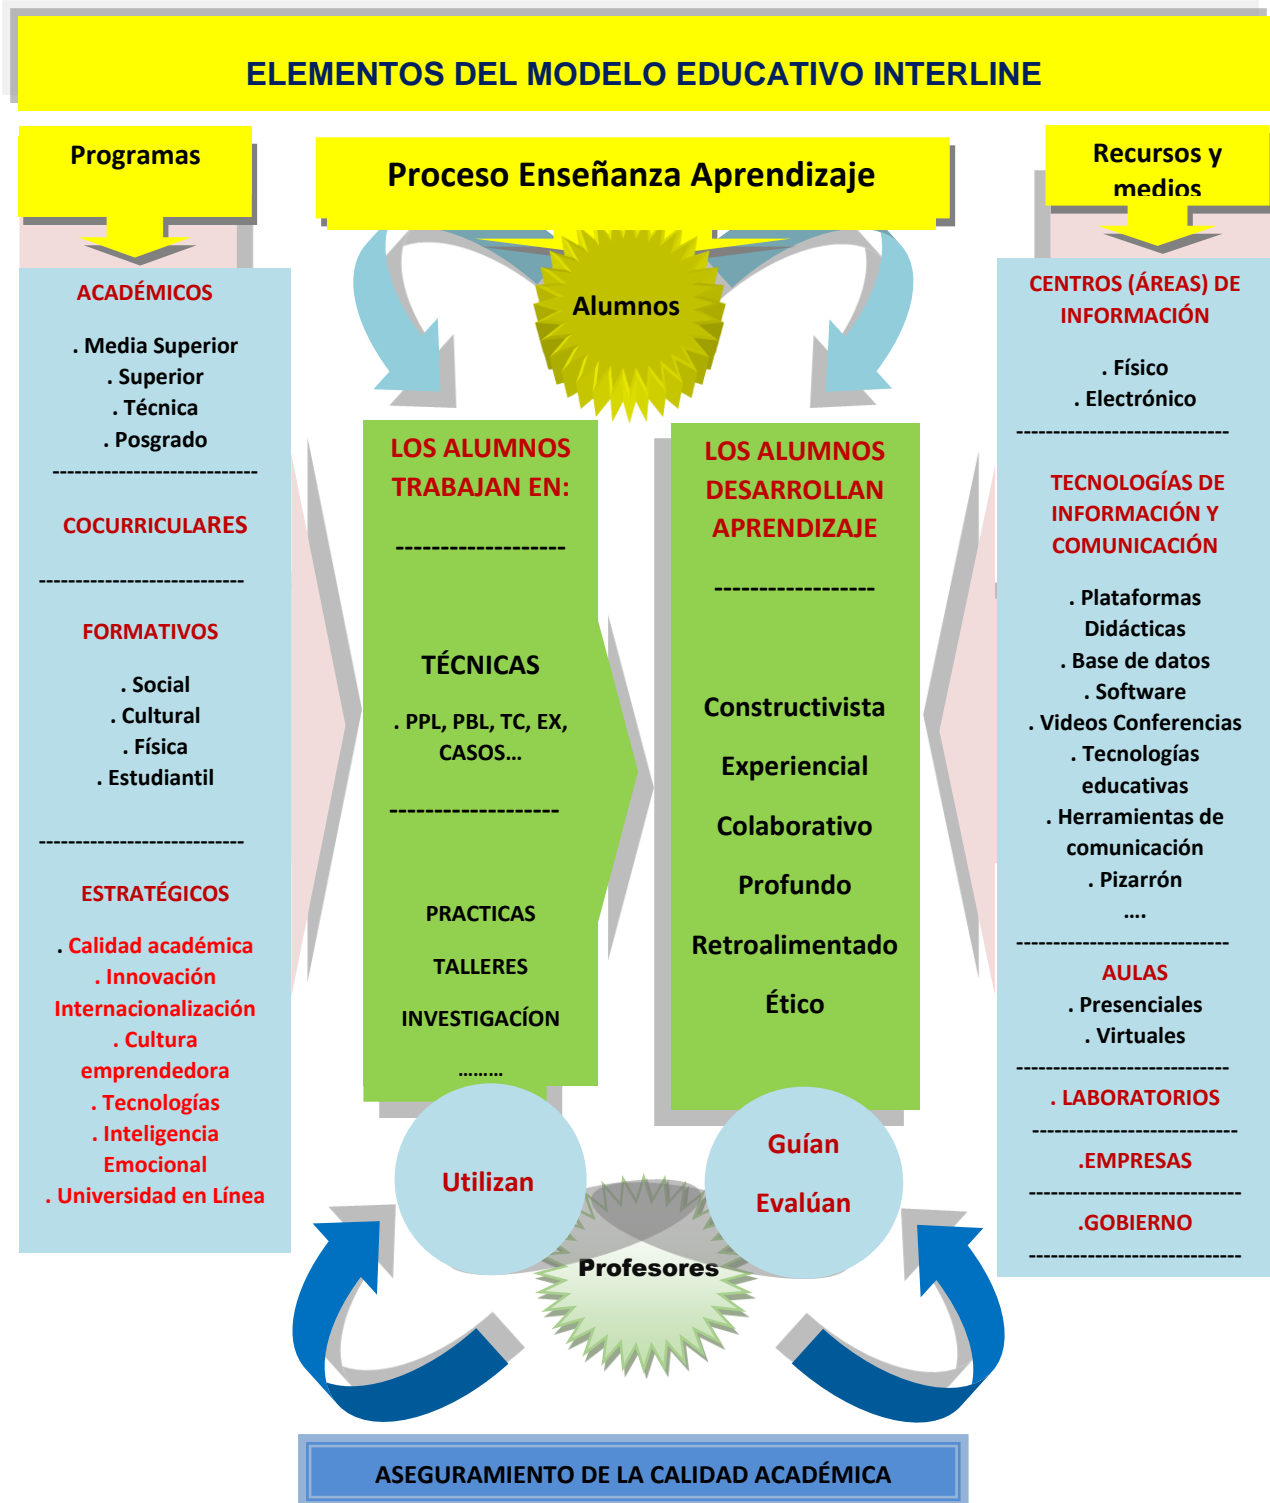 ELEMENTOS DEL MODELO EDUCATIVO INTERLINE
Programas
ACADÉMICOS
. Media Superior
. Superior
. Técnica
. Posgrado
----------------------------
COCURRICULARES
----------------------------
FORMATIVOS
. Social
. Cultural
. Física
. Estudiantil
----------------------------
ESTRATÉGICOS
. Calidad académica
. Innovación
Internacionalización
. Cultura
emprendedora
. Tecnologías
. Inteligencia
Emocional
. Universidad en Línea
Proceso Enseñanza Aprendizaje
Alumnos
LOS ALUMNOS
TRABAJAN EN:
-------------------
TÉCNICAS
. PPL, PBL, TC, EX,
CASOS...
-------------------
PRACTICAS
TALLERES
INVESTIGACÍON
.........
LOS ALUMNOS
DESARROLLAN
APRENDIZAJE
------------------
Constructivista
Experiencial
Colaborativo
Profundo
Retroalimentado
Ético
Utilizan
Guían
Evalúan
Profesores
Recursos y
medios
CENTROS (ÁREAS) DE
INFORMACIÓN
. Físico
. Electrónico
-----------------------------
TECNOLOGÍAS DE
INFORMACIÓN Y
COMUNICACIÓN
. Plataformas
Didácticas
. Base de datos
. Software
. Videos Conferencias
. Tecnologías
educativas
. Herramientas de
comunicación
. Pizarrón
....
-----------------------------
AULAS
. Presenciales
. Virtuales
-----------------------------
. LABORATORIOS
----------------------------
.EMPRESAS
-----------------------------
.GOBIERNO
-----------------------------
ASEGURAMIENTO DE LA CALIDAD ACADÉMICA